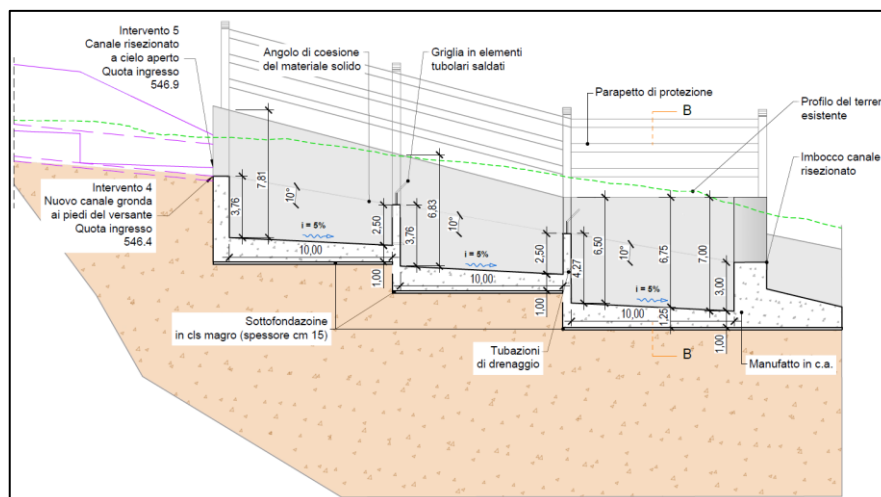 Intervento 5
Canale risezionato
a cielo aperto
Quota ingresso
546.9
Angolo di coesione
del materiale solido
Griglia in elementi
tubolari saldati
Parapetto di protezione
B
Profilo del terre
esistente
Imbocco canale
risezionato
Intervento 4
Nuovo canale gronda
ai piedi del versante
Quota ingresso
546.4
3,76
7,81
10°
2,50
i = 5%
10,00
1,00
3,76
6,83
10°
2,50
i = 5%
10,00
1,00
4,27
6,50
10°
6,75
7,00
3,00
i = 5%
10,00
1,25
1,00
Sottofondazoine
in cls magro (spessore cm 15)
Tubazioni
di drenaggio
B
Manufatto in c.a.